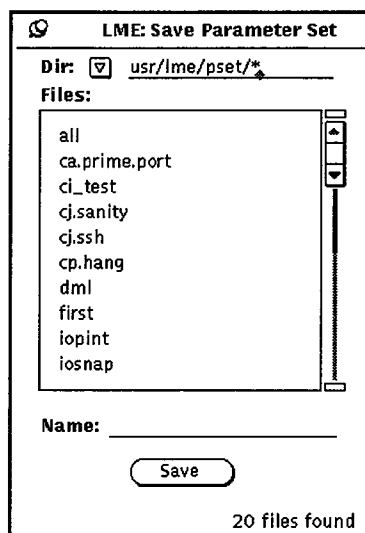 LME: Save Parameter Set
Dir: usr/lme/pset/*
Files:
all
ca.prime.port
ci_test
cj.sanity
cj.ssh
cp.hang
dml
first
iopint
iosnap
Name:
Save
20 files found